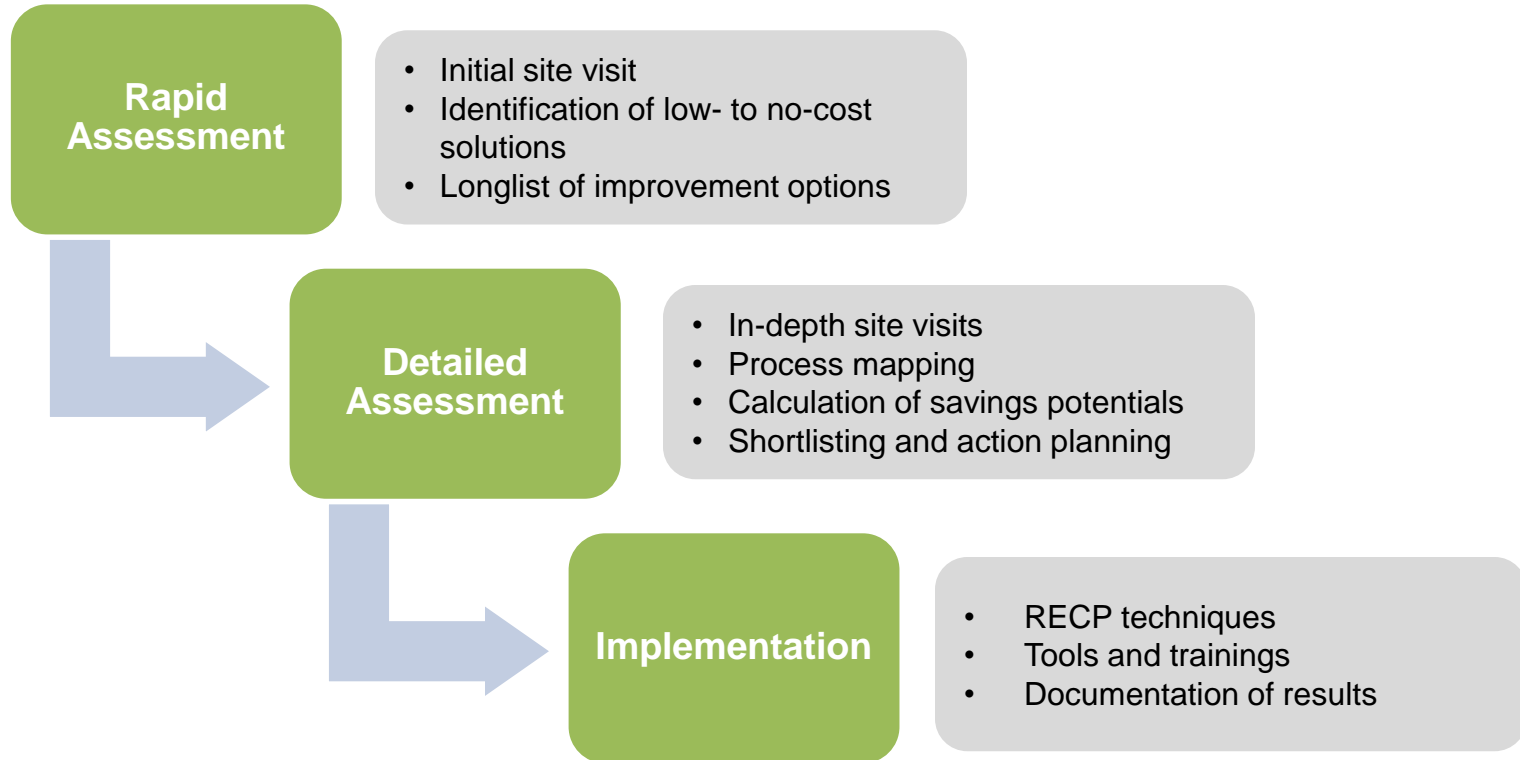 Rapid
Assessment
• Initial site visit
• Identification of low- to no-cost
solutions
• Longlist of improvement options
Detailed
Assessment
• In-depth site visits
• Process mapping
• Calculation of savings potentials
• Shortlisting and action planning
Implementation
• RECP techniques
• Tools and trainings
• Documentation of results